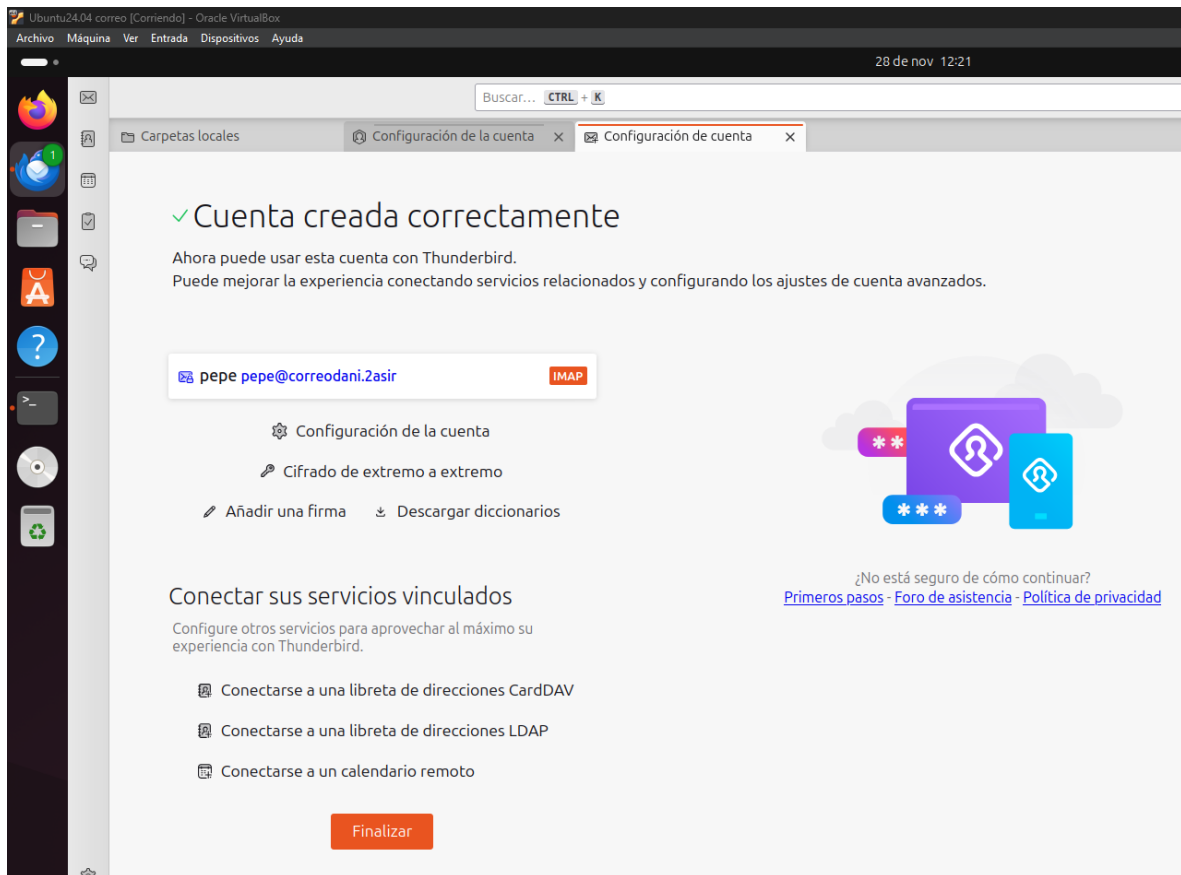 Ubuntu24.04 correo [Corriendo] - Oracle VirtualBox
Archivo Máquina Ver Entrada Dispositivos Ayuda
28 de nov 12:21
Buscar... CTRL + K
Carpetas locales
Configuración de la cuenta
Configuración de cuenta
1
Cuenta creada correctamente
Ahora puede usar esta cuenta con Thunderbird.
Puede mejorar la experiencia conectando servicios relacionados y configurando los ajustes de cuenta avanzados.
pepe pepe@correodani.2asir IMAP
Configuración de la cuenta
Cifrado de extremo a extremo
Añadir una firma Descargar diccionarios
¿No está seguro de cómo continuar?
Primeros pasos - Foro de asistencia - Política de privacidad
Conectar sus servicios vinculados
Configure otros servicios para aprovechar al máximo su
experiencia con Thunderbird.
Conectarse a una libreta de direcciones CardDAV
Conectarse a una libreta de direcciones LDAP
Conectarse a un calendario remoto
Finalizar